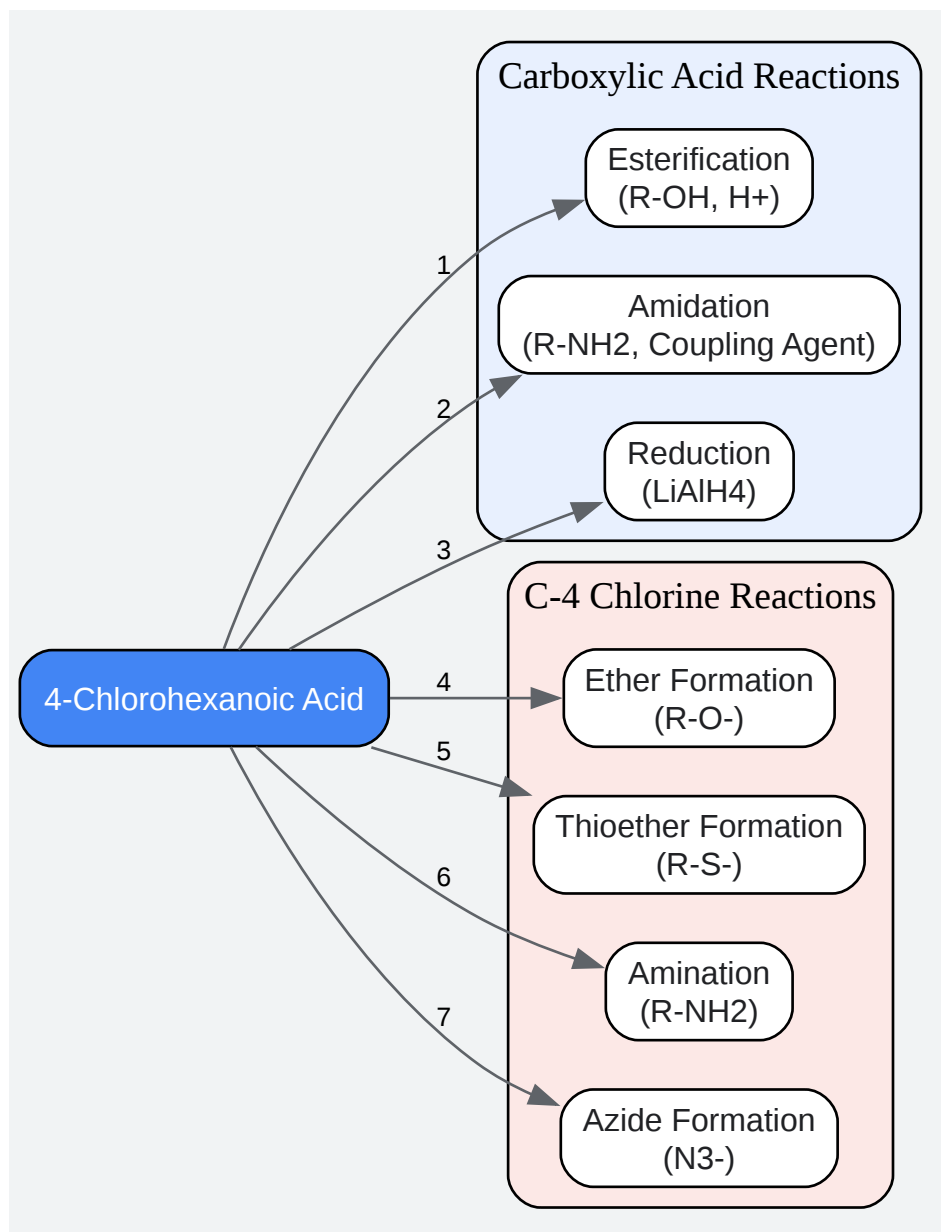 Carboxylic Acid Reactions
Esterification
(R-OH, H+)
1
Amidation
(R-NH2, Coupling Agent)
2
Reduction
(LiAlH4)
3
C-4 Chlorine Reactions
4-Chlorohexanoic Acid
4
Ether Formation
(R-O-)
5
Thioether Formation
(R-S-)
6
Amination
(R-NH2)
7
Azide Formation
(N3-)